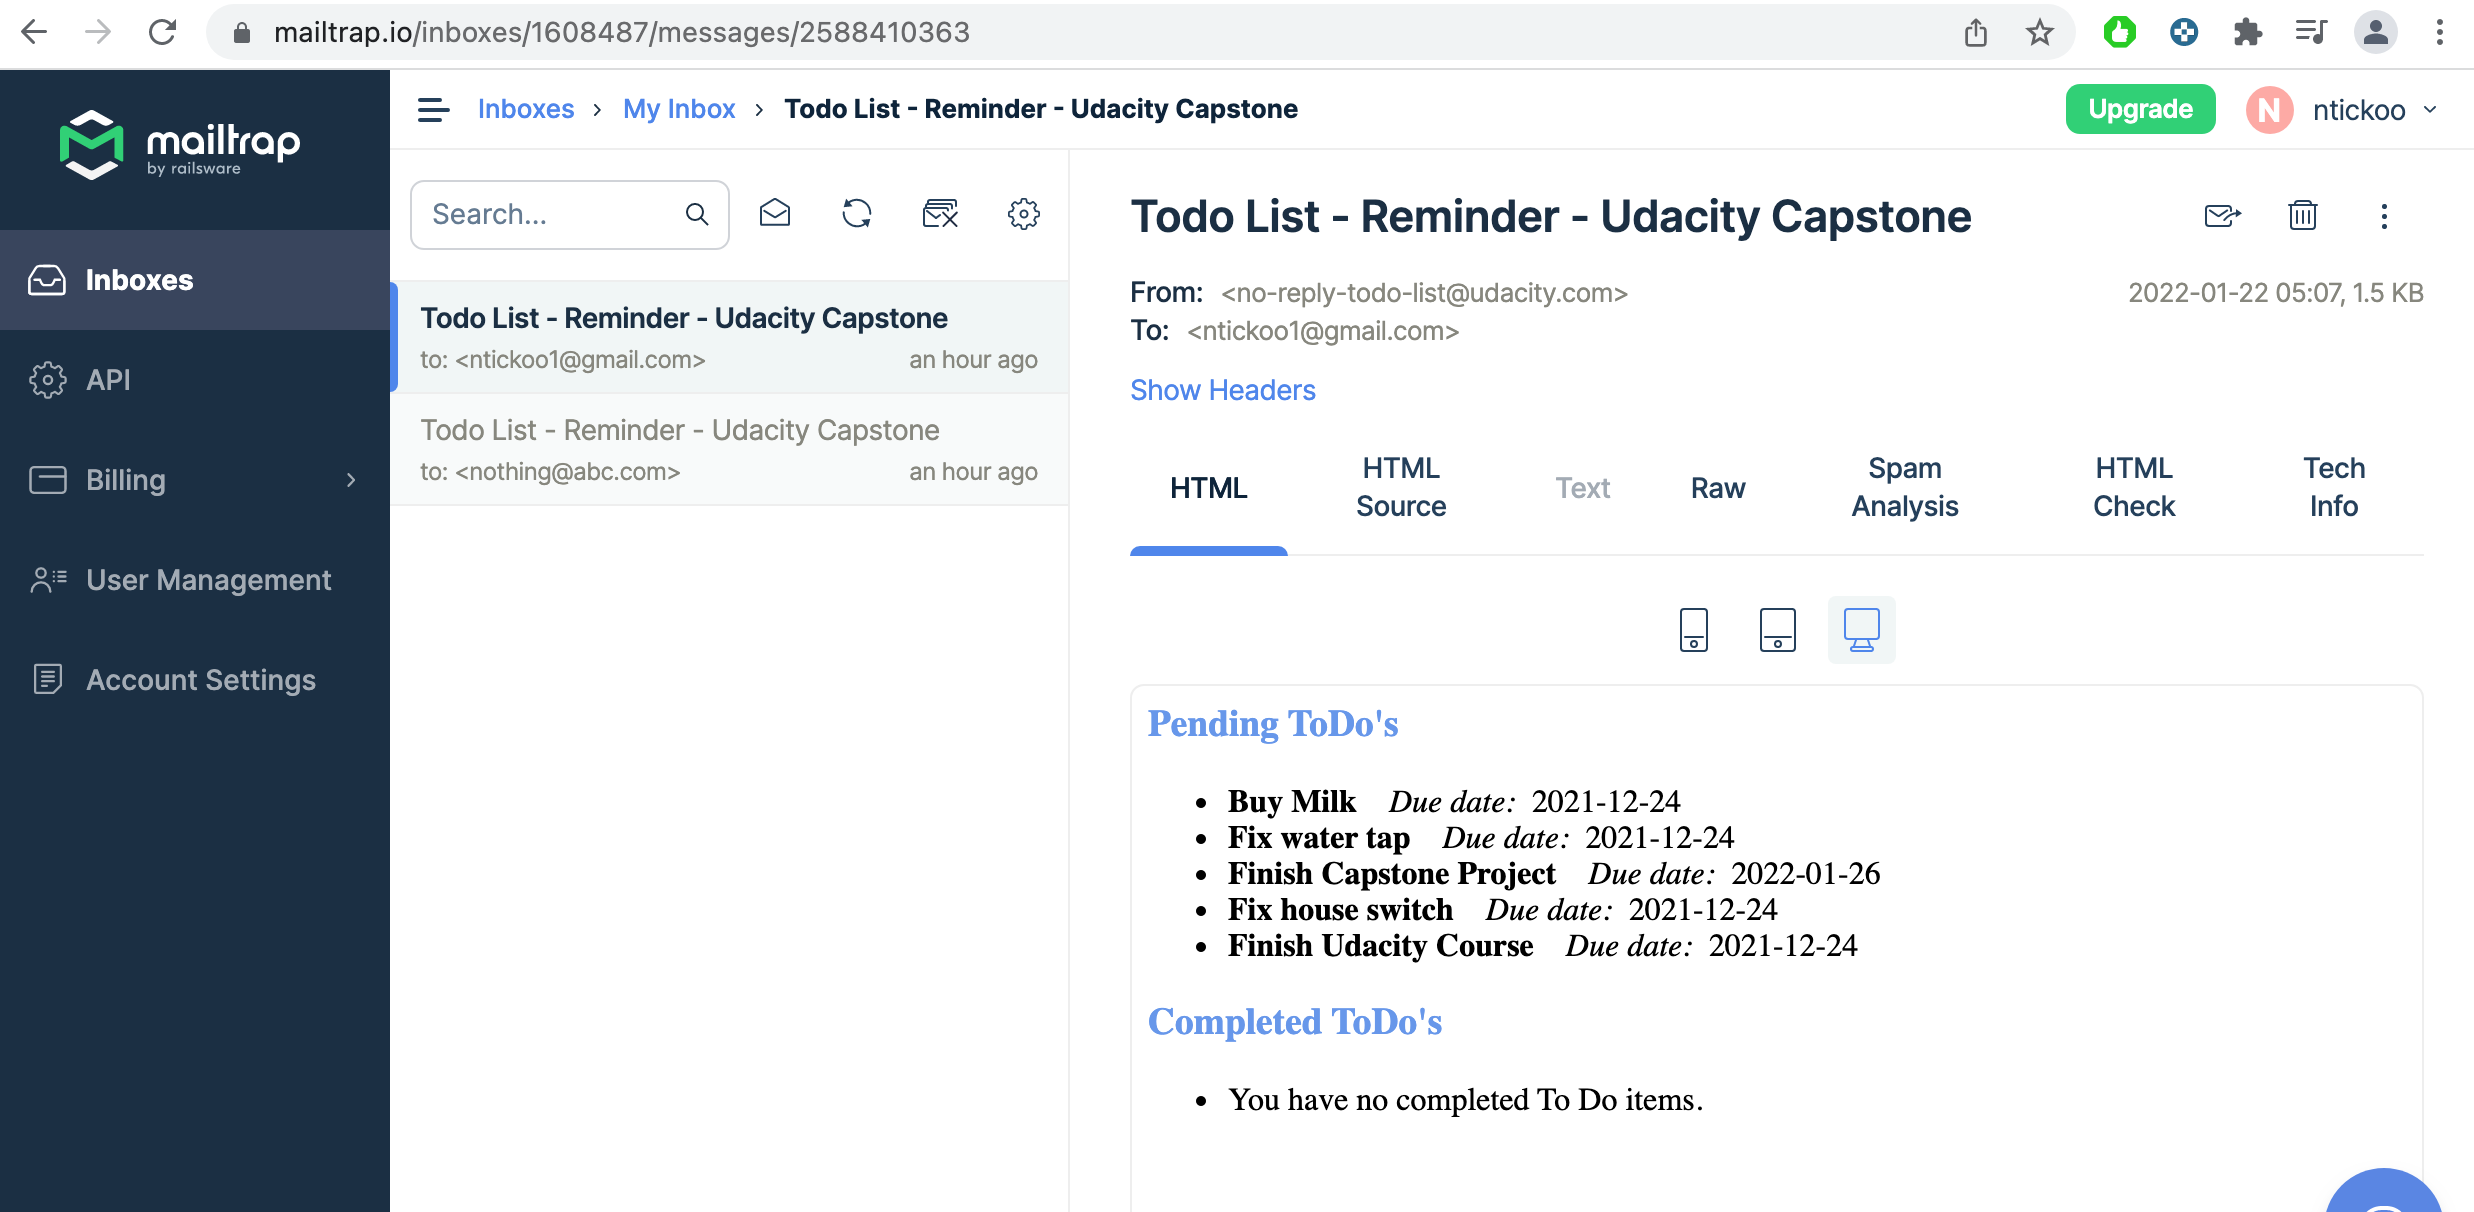 mailtrap.io/inboxes/1608487/messages/2588410363
mailtrap
by railsware
Inboxes
API
Billing
User Management
Account Settings
Inboxes › My Inbox › Todo List - Reminder - Udacity Capstone
Upgrade
N ntickoo
Search...
Todo List - Reminder - Udacity Capstone
to: <ntickoo1@gmail.com> an hour ago
Todo List - Reminder - Udacity Capstone
to: <nothing@abc.com> an hour ago
Todo List - Reminder - Udacity Capstone
From: <no-reply-todo-list@udacity.com> 2022-01-22 05:07, 1.5 KB
To: <ntickoo1@gmail.com>
Show Headers
HTML
HTML Source
Text
Raw
Spam Analysis
HTML Check
Tech Info
Pending ToDo's
• Buy Milk Due date: 2021-12-24
• Fix water tap Due date: 2021-12-24
• Finish Capstone Project Due date: 2022-01-26
• Fix house switch Due date: 2021-12-24
• Finish Udacity Course Due date: 2021-12-24
Completed ToDo's
• You have no completed To Do items.